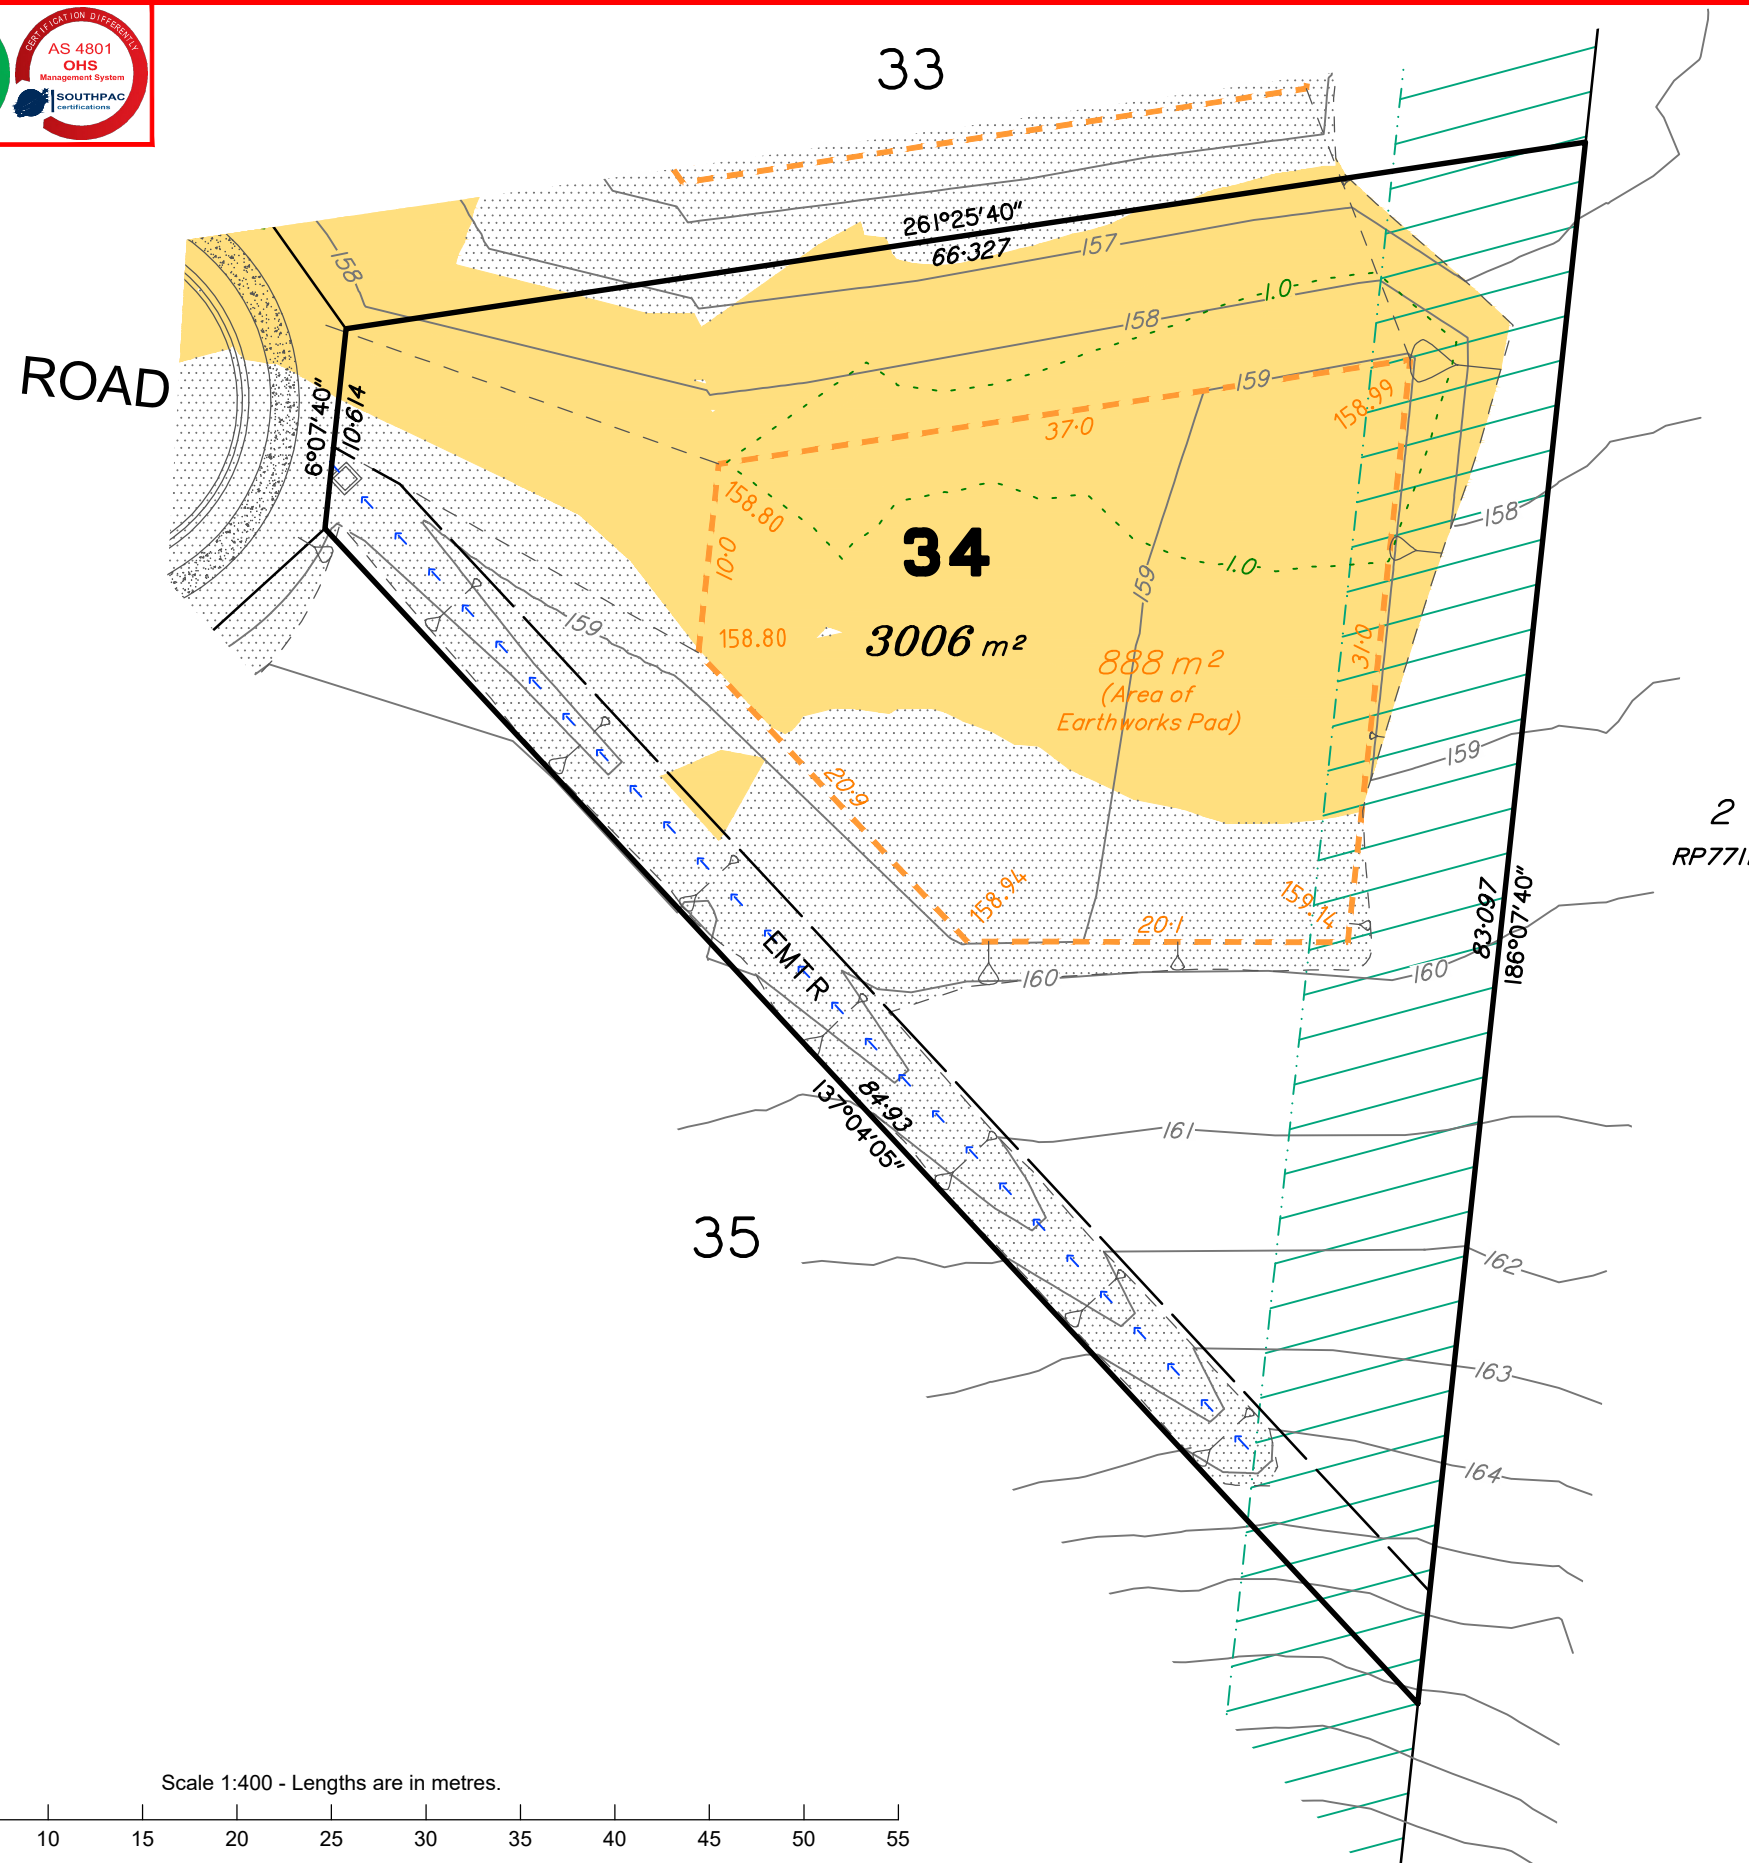 CERTIFICATION DIFFERENTLY
AS 4801
OHS
Management System
SOUTHPAC
certifications
33
261°25'40"
66·327
157
158
1.0
158
ROAD
6°07'40"
10·614
159
158.99
37·0
158.80
10·0
34
159
1.0
158
158.80
3006 m²
159
31·0
888 m²
(Area of
Earthworks Pad)
159
20·9
2
158.94
159.14
20·1
83·097
186°07'40"
EMT R
160
160
84·93
137°04'05"
161
35
162
163
164
Scale 1:400 - Lengths are in metres.
10 15 20 25 30 35 40 45 50 55